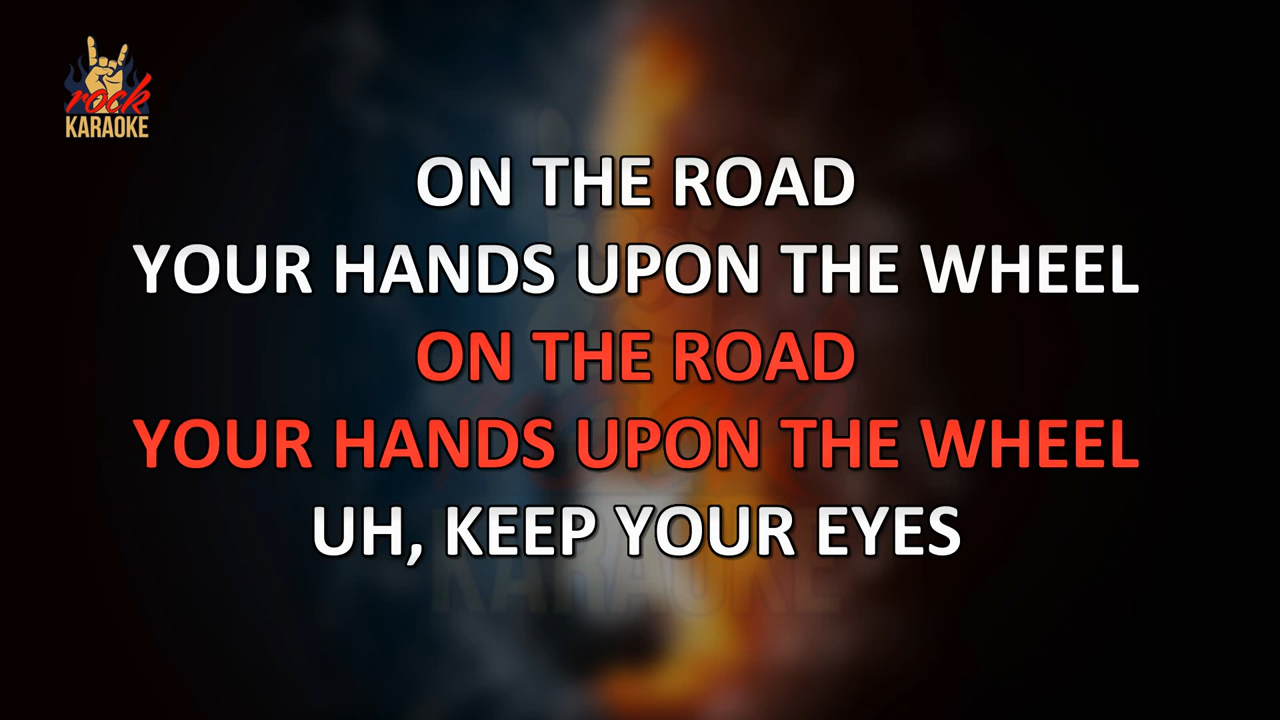 rock
KARAOKE
ON THE ROAD
YOUR HANDS UPON THE WHEEL
ON THE ROAD
YOUR HANDS UPON THE WHEEL
UH, KEEP YOUR EYES
KARAOKE